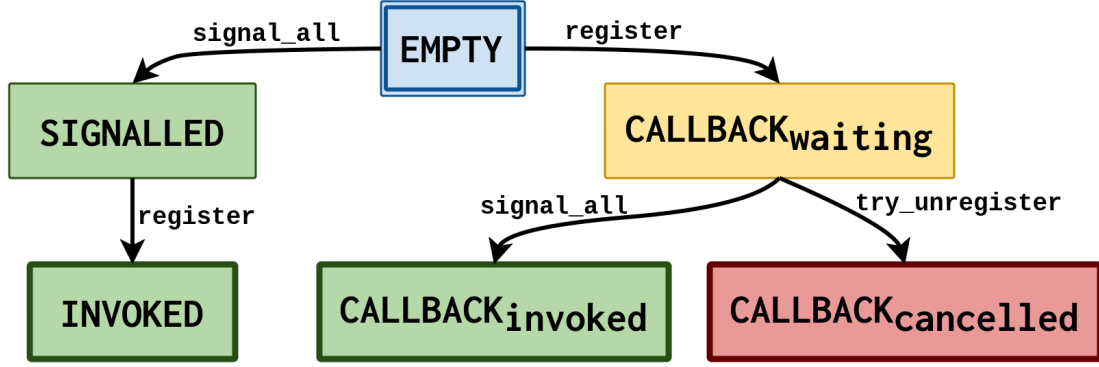 signal_all
EMPTY
register
SIGNALLED
CALLBACKwaiting
register
signal_all
try_unregister
INVOKED
CALLBACKinvoked
CALLBACKcancelled